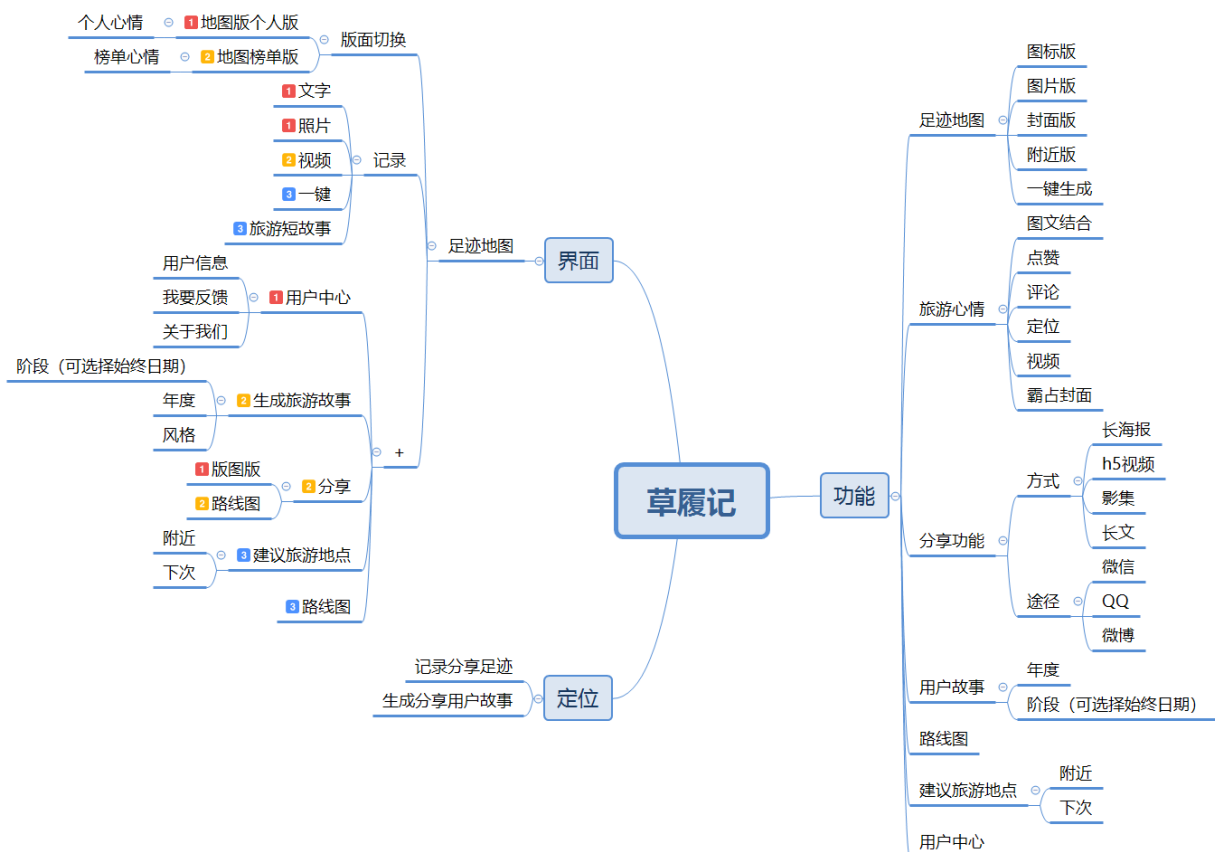 草履记
界面
足迹地图
版面切换
1 地图版个人版
个人心情
2 地图榜单版
榜单心情
记录
1 文字
1 照片
2 视频
3 一键
3 旅游短故事
+
1 用户中心
用户信息
我要反馈
关于我们
2 生成旅游故事
阶段（可选择始终日期）
年度
风格
2 分享
1 版图版
2 路线图
3 建议旅游地点
附近
下次
3 路线图
定位
记录分享足迹
生成分享用户故事
功能
足迹地图
图标版
图片版
封面版
附近版
一键生成
旅游心情
图文结合
点赞
评论
定位
视频
霸占封面
分享功能
方式
长海报
h5视频
影集
长文
途径
微信
QQ
微博
用户故事
年度
阶段（可选择始终日期）
路线图
建议旅游地点
附近
下次
用户中心